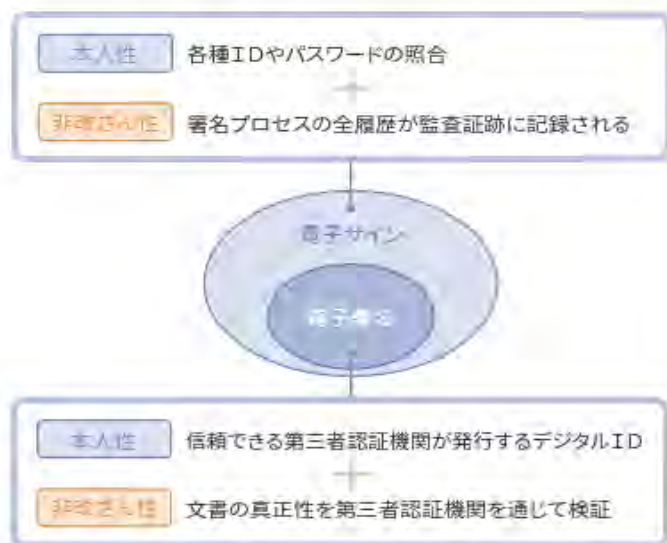 本人性 各種IDやパスワードの照合
+
非改ざん性 署名プロセスの全履歴が監査証跡に記録される
電子サイン
電子署名
本人性 信頼できる第三者認証機関が発行するデジタルID
+
非改ざん性 文書の真正性を第三者認証機関を通じて検証